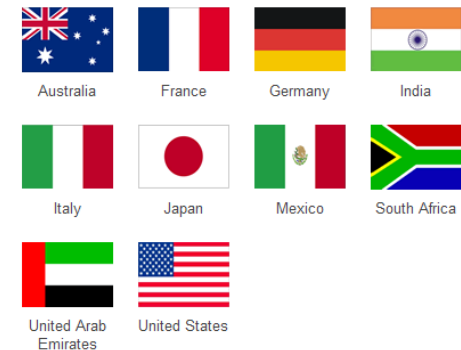 Australia
France
Germany
India
Italy
Japan
Mexico
South Africa
United Arab
Emirates
United States